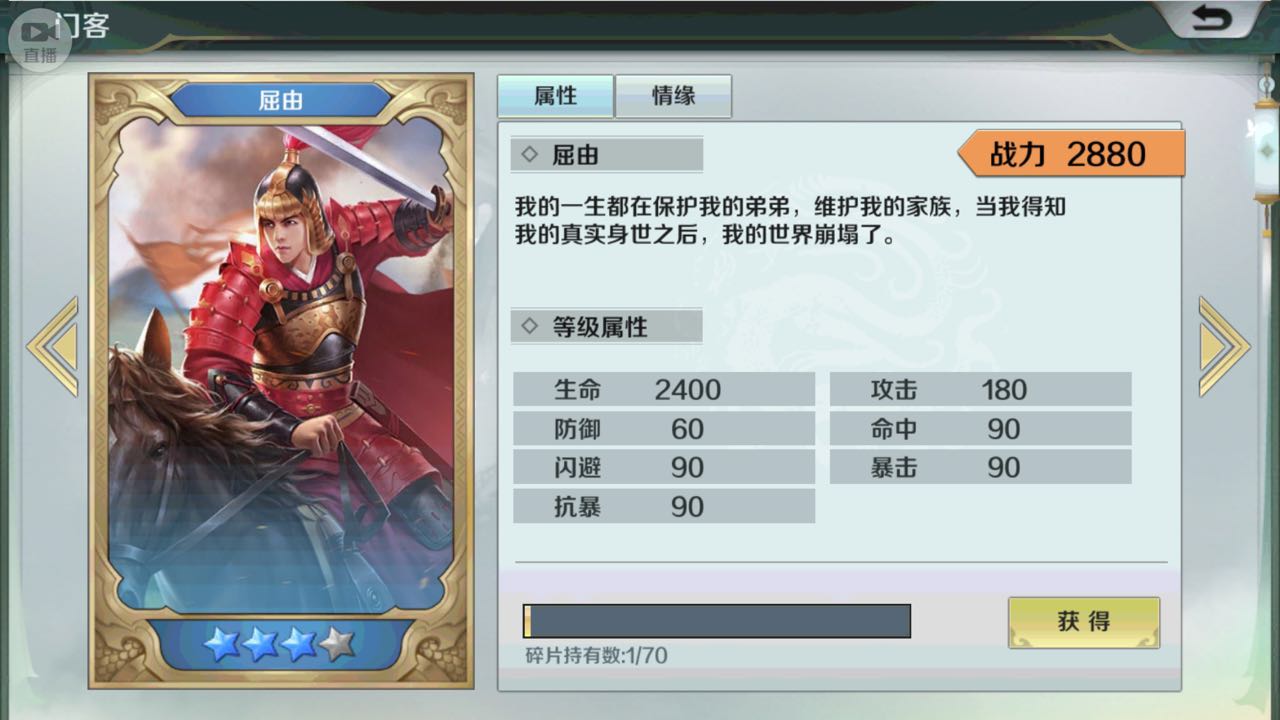 门客
直播
屈由
属性
情缘
屈由
战力 2880
我的一生都在保护我的弟弟，维护我的家族，当我得知
我的真实身世之后，我的世界崩塌了。
等级属性
生命 2400
攻击 180
防御 60
命中 90
闪避 90
暴击 90
抗暴 90
碎片持有数:1/70
获得